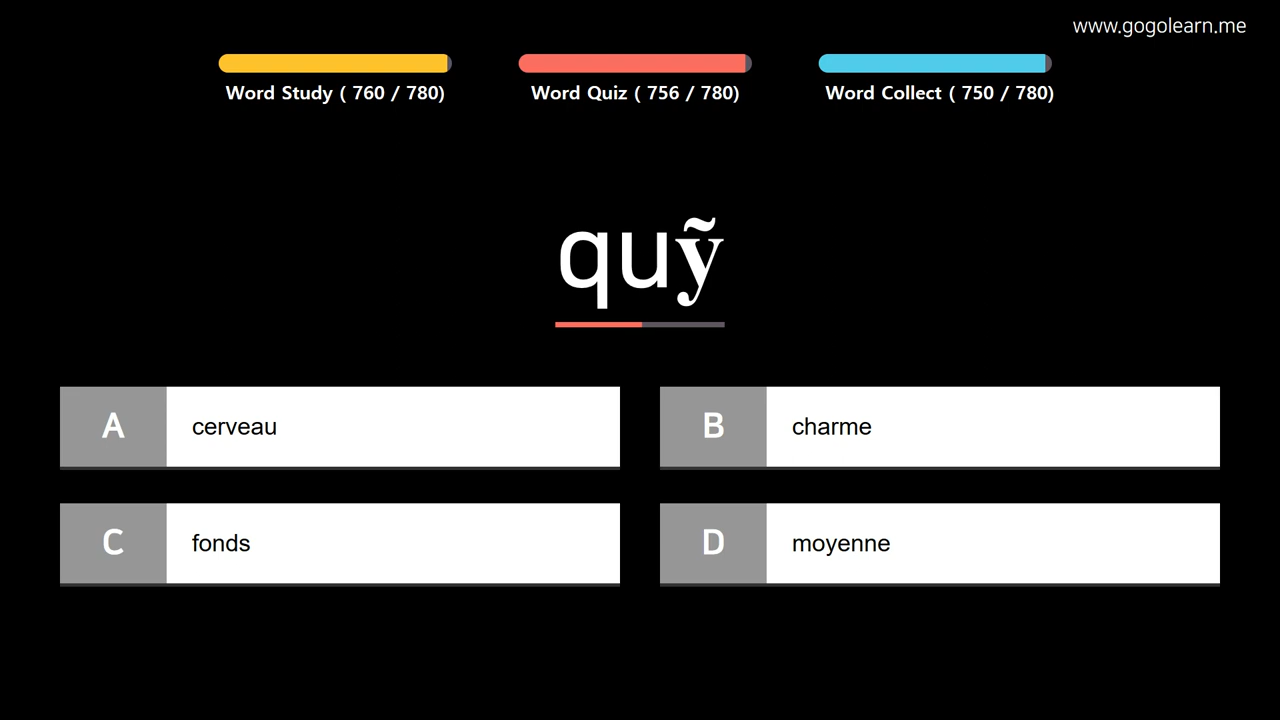 www.gogolearn.me
Word Study ( 760 / 780)
Word Quiz ( 756 / 780)
Word Collect ( 750 / 780)
quỹ
A cerveau
B charme
C fonds
D moyenne